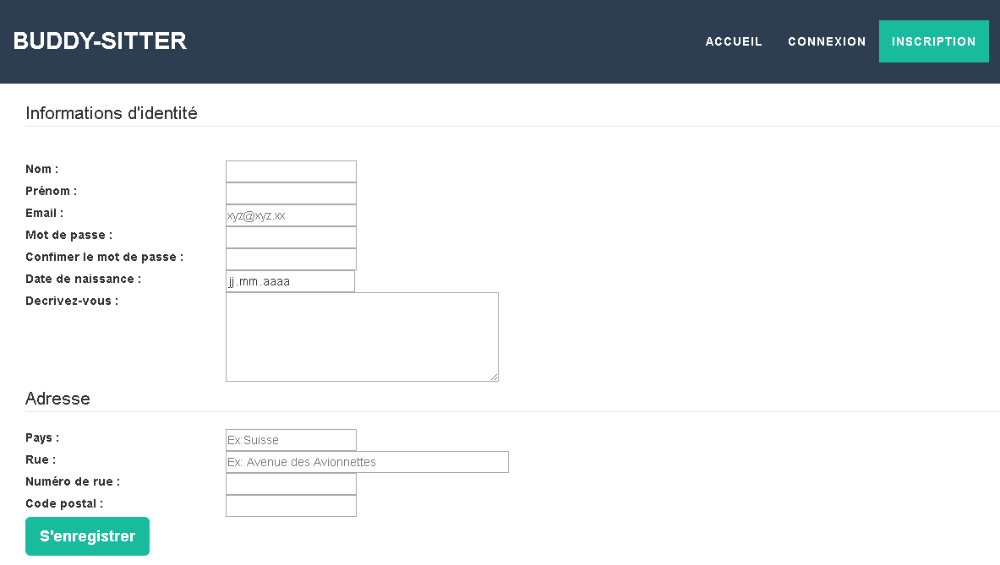 BUDDY-SITTER ACCUEIL CONNEXION INSCRIPTION
Informations d'identité
Nom :
Prénom :
Email : xyz@xyz.xx
Mot de passe :
Confimer le mot de passe :
Date de naissance : jj.mm.aaaa
Decrivez-vous :
Adresse
Pays : Ex:Suisse
Rue : Ex: Avenue des Avionnettes
Numéro de rue :
Code postal :
S'enregistrer